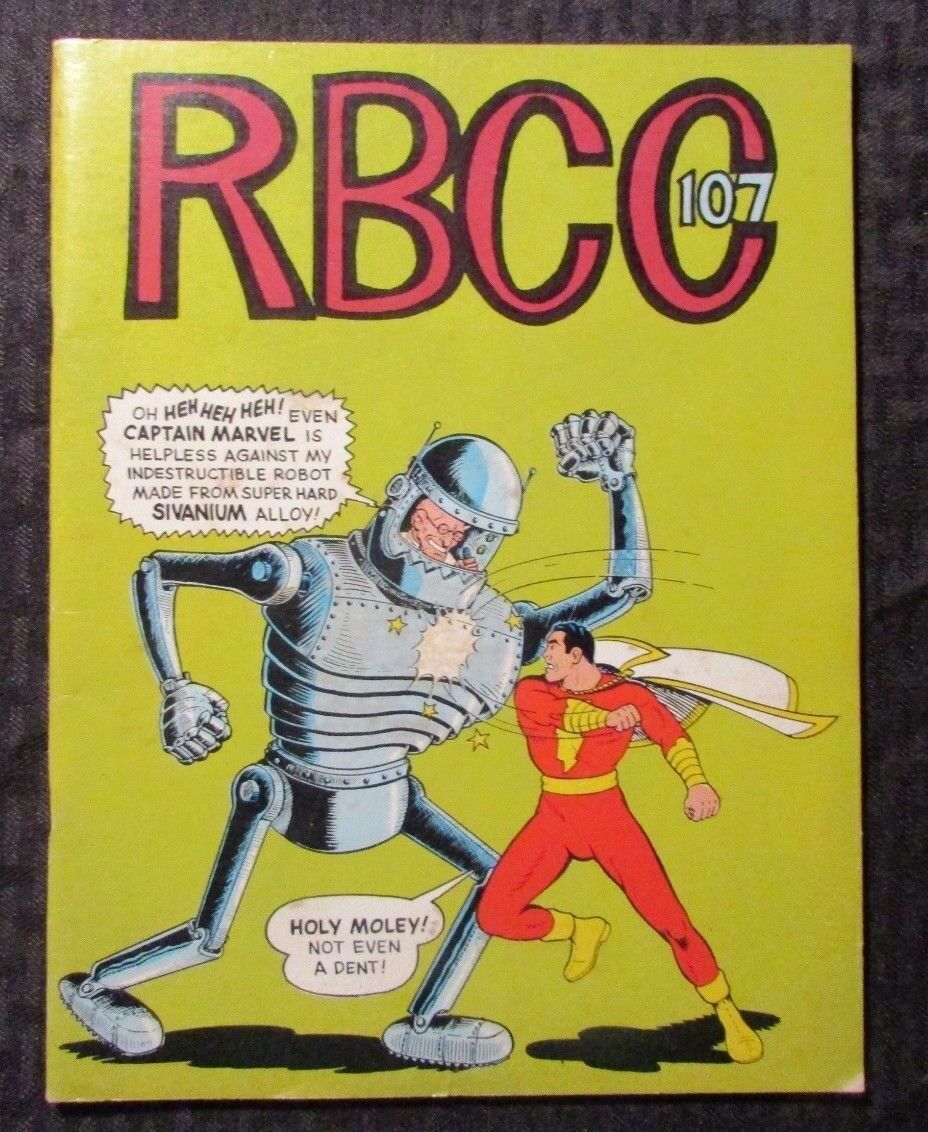 RBCC
107
OH HEH HEH HEH! EVEN
CAPTAIN MARVEL IS
HELPLESS AGAINST MY
INDESTRUCTIBLE ROBOT
MADE FROM SUPER HARD
SIVANIUM ALLOY!
HOLY MOLEY!
NOT EVEN
A DENT!